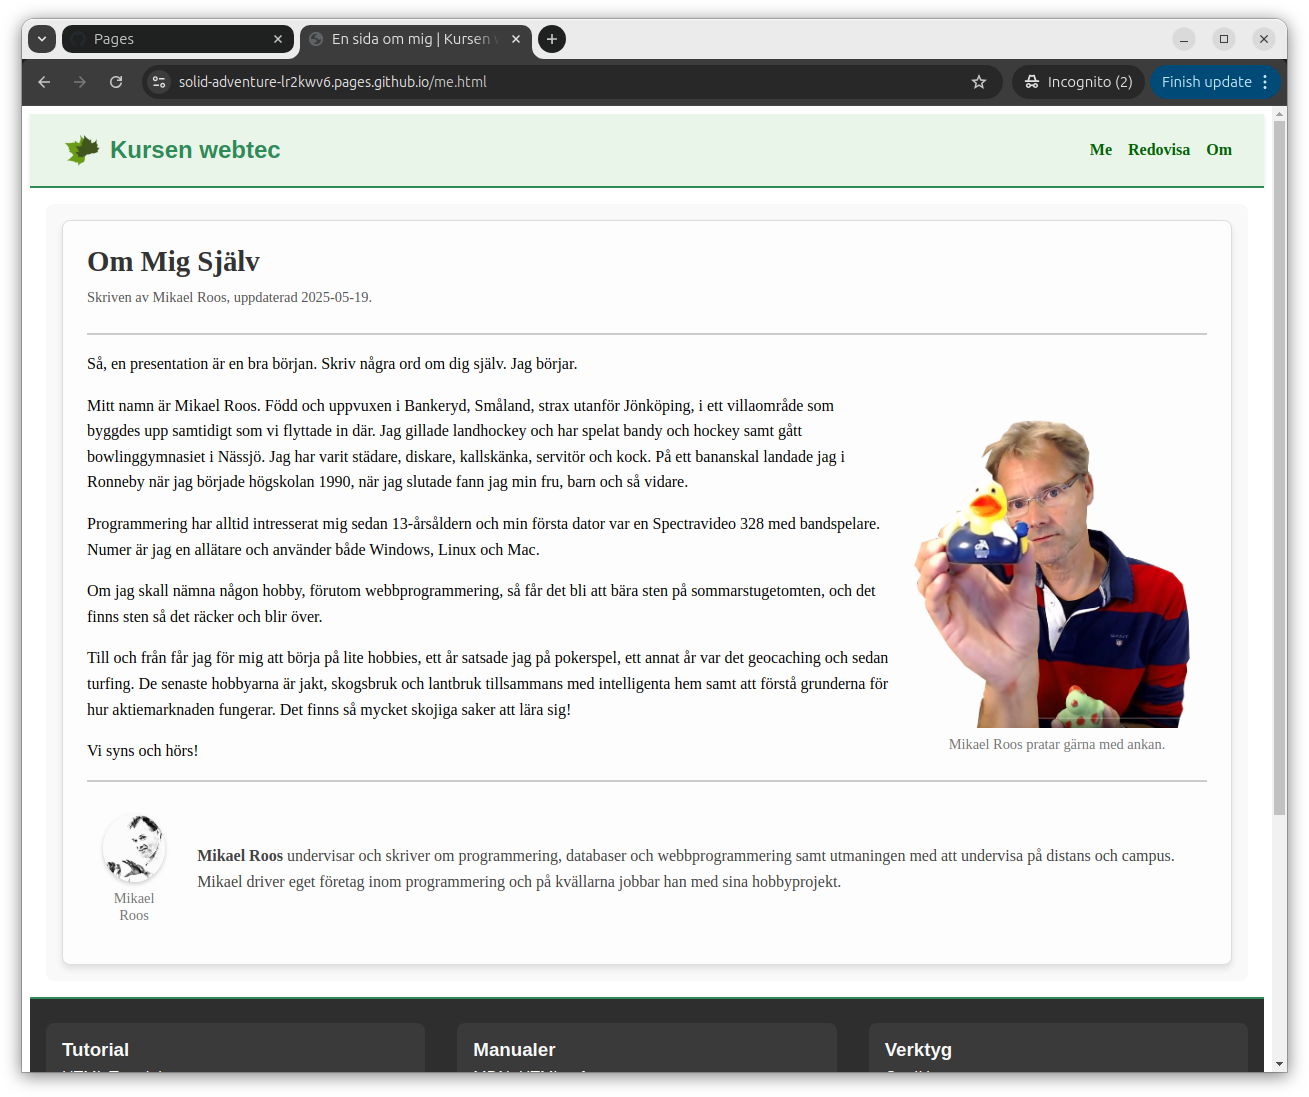 Pages
En sida om mig | Kursen
solid-adventure-lr2kwv6.pages.github.io/me.html
Incognito (2)
Finish update
Kursen webtec
Me Redovisa Om
Om Mig Själv
Skriven av Mikael Roos, uppdaterad 2025-05-19.
Så, en presentation är en bra början. Skriv några ord om dig själv. Jag börjar.
Mitt namn är Mikael Roos. Född och uppvuxen i Bankeryd, Småland, strax utanför Jönköping, i ett villaområde som
byggdes upp samtidigt som vi flyttade in där. Jag gillade landhockey och har spelat bandy och hockey samt gått
bowlinggymnasiet i Nässjö. Jag har varit städare, diskare, kallskänka, servitör och kock. På ett bananskal landade jag i
Ronneby när jag började högskolan 1990, när jag slutade fann jag min fru, barn och så vidare.
Programmering har alltid intresserat mig sedan 13-årsåldern och min första dator var en Spectravideo 328 med bandspelare.
Numer är jag en allätare och använder både Windows, Linux och Mac.
Om jag skall nämna någon hobby, förutom webbprogrammering, så får det bli att bära sten på sommarstugetomten, och det
finns sten så det räcker och blir över.
Till och från får jag för mig att börja på lite hobbies, ett år satsade jag på pokerspel, ett annat år var det geocaching och sedan
turfing. De senaste hobbyarna är jakt, skogsbruk och lantbruk tillsammans med intelligenta hem samt att förstå grunderna för
hur aktiemarknaden fungerar. Det finns så mycket skojiga saker att lära sig!
Vi syns och hörs!
Mikael Roos pratar gärna med ankan.
Mikael
Roos
Mikael Roos undervisar och skriver om programmering, databaser och webbprogrammering samt utmaningen med att undervisa på distans och campus.
Mikael driver eget företag inom programmering och på kvällarna jobbar han med sina hobbyprojekt.
Tutorial
Manualer
Verktyg